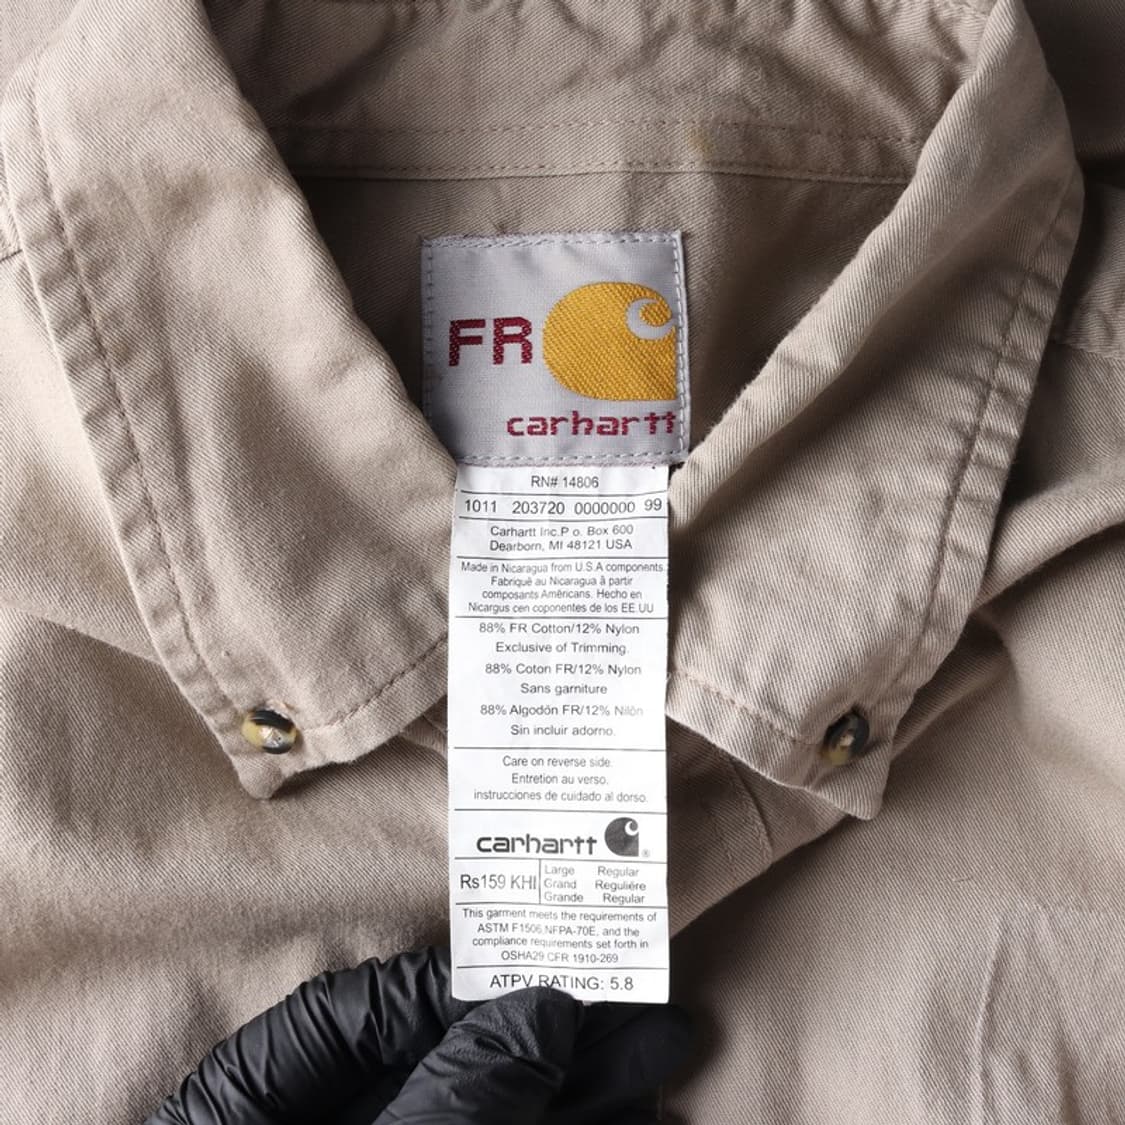 FR
carhartt
RN# 14806
1011 203720 0000000 99
Carhartt Inc.P o. Box 600
Dearborn, MI 48121 USA
Made in Nicaragua from U.S.A components
Fabriqué au Nicaragua à partir
composants Américans. Hecho en
Nicargus cen coponentes de los EE.UU
88% FR Cotton/12% Nylon
Exclusive of Trimming.
88% Coton FR/12% Nylon
Sans garniture
88% Algodón FR/12% Nilón
Sin incluir adorno.
Care on reverse side.
Entretion au verso.
instrucciones de cuidado al dorso.
carhartt ®
Rs159 KHI
Large Regular
Grand Reguliére
Grande Regular
This garment meets the requirements of
ASTM F1506,NFPA-70E, and the
compliance requirements set forth in
OSHA29 CFR 1910-269
ATPV RATING: 5.8